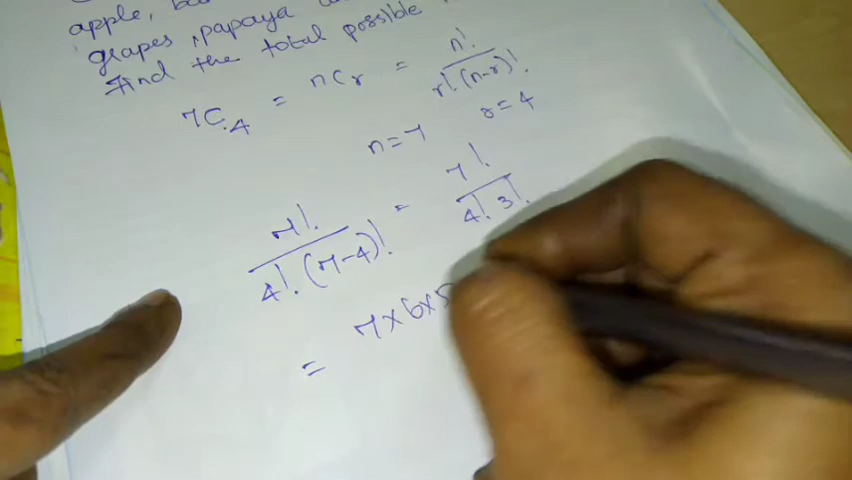 apple,
grapes, papaya
Find the total possible
7C4 = nCr = n! / r!.(n-r)!
n=7 r=4
7! / 4!.(7-4)! = 7! / 4!.3!
= 7×6×5